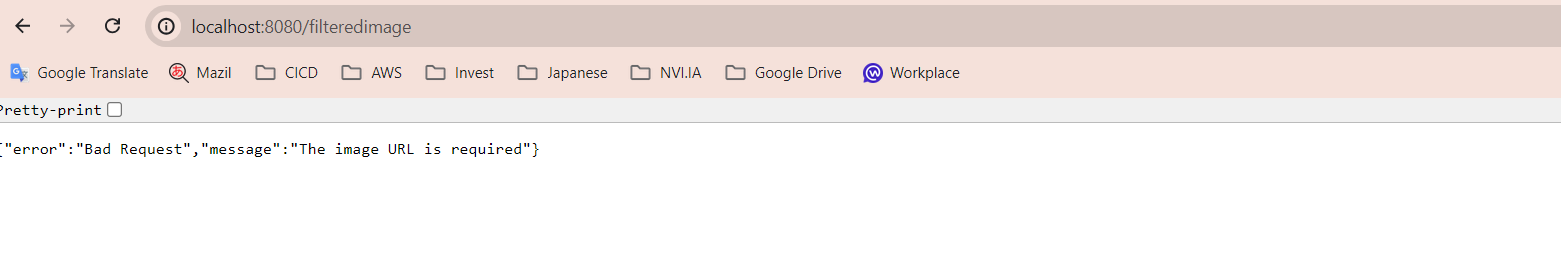 localhost:8080/filteredimage
Google Translate Mazil CICD AWS Invest Japanese NVI.IA Google Drive Workplace
Pretty-print
{"error":"Bad Request","message":"The image URL is required"}